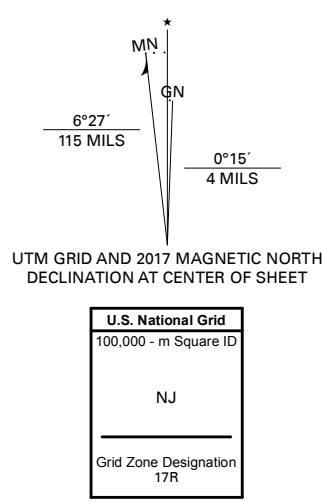 ★
MN
GN
6°27´
115 MILS
0°15´
4 MILS
UTM GRID AND 2017 MAGNETIC NORTH
DECLINATION AT CENTER OF SHEET
U.S. National Grid
100,000 - m Square ID
NJ
Grid Zone Designation
17R